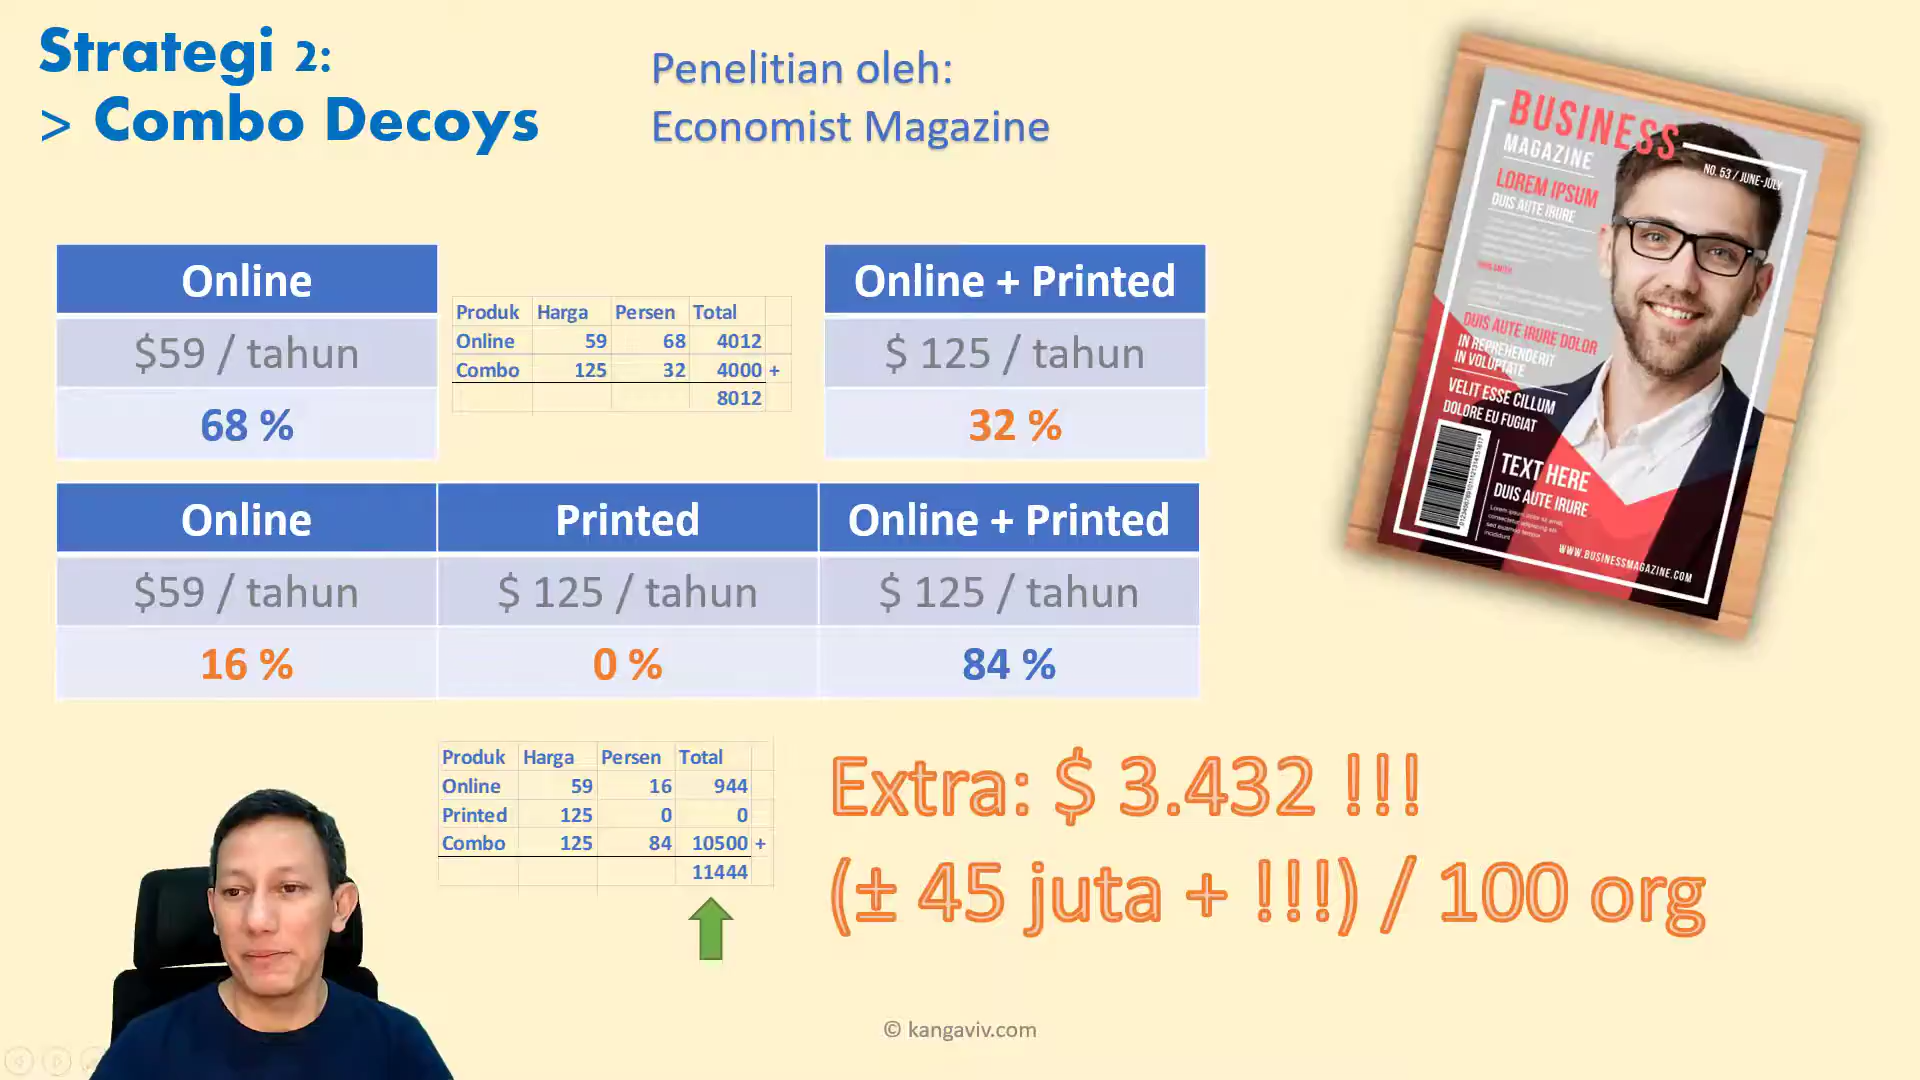 Strategi 2:
> Combo Decoys
Penelitian oleh:
Economist Magazine
Online
$59 / tahun
68 %
Produk Harga Persen Total
Online 59 68 4012
Combo 125 32 4000 +
8012
Online + Printed
$ 125 / tahun
32 %
Online Printed Online + Printed
$59 / tahun $ 125 / tahun $ 125 / tahun
16 % 0 % 84 %
Produk Harga Persen Total
Online 59 16 944
Printed 125 0 0
Combo 125 84 10500 +
11444
Extra: $ 3.432 !!!
(± 45 juta + !!!) / 100 org
© kangaviv.com
BUSINESS
MAGAZINE
NO. 53 / JUNE-JULY
LOREM IPSUM
DUIS AUTE IRURE
DUIS AUTE IRURE DOLOR
IN REPREHENDERIT
IN VOLUPTATE
VELIT ESSE CILLUM
DOLORE EU FUGIAT
TEXT HERE
DUIS AUTE IRURE
WWW.BUSINESSMAGAZINE.COM